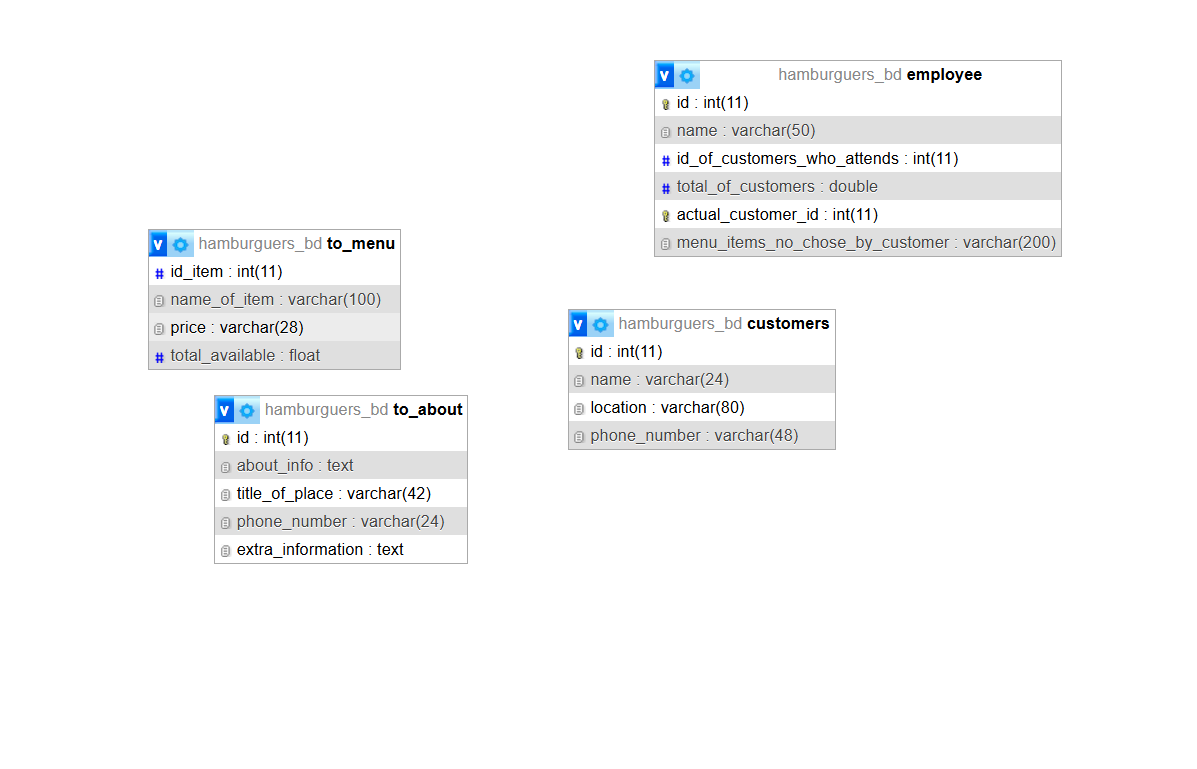 v hamburguers_bd employee
id : int(11)
name : varchar(50)
# id_of_customers_who_attends : int(11)
# total_of_customers : double
actual_customer_id : int(11)
menu_items_no_chose_by_customer : varchar(200)
v hamburguers_bd to_menu
# id_item : int(11)
name_of_item : varchar(100)
price : varchar(28)
# total_available : float
v hamburguers_bd customers
id : int(11)
name : varchar(24)
location : varchar(80)
phone_number : varchar(48)
v hamburguers_bd to_about
id : int(11)
about_info : text
title_of_place : varchar(42)
phone_number : varchar(24)
extra_information : text